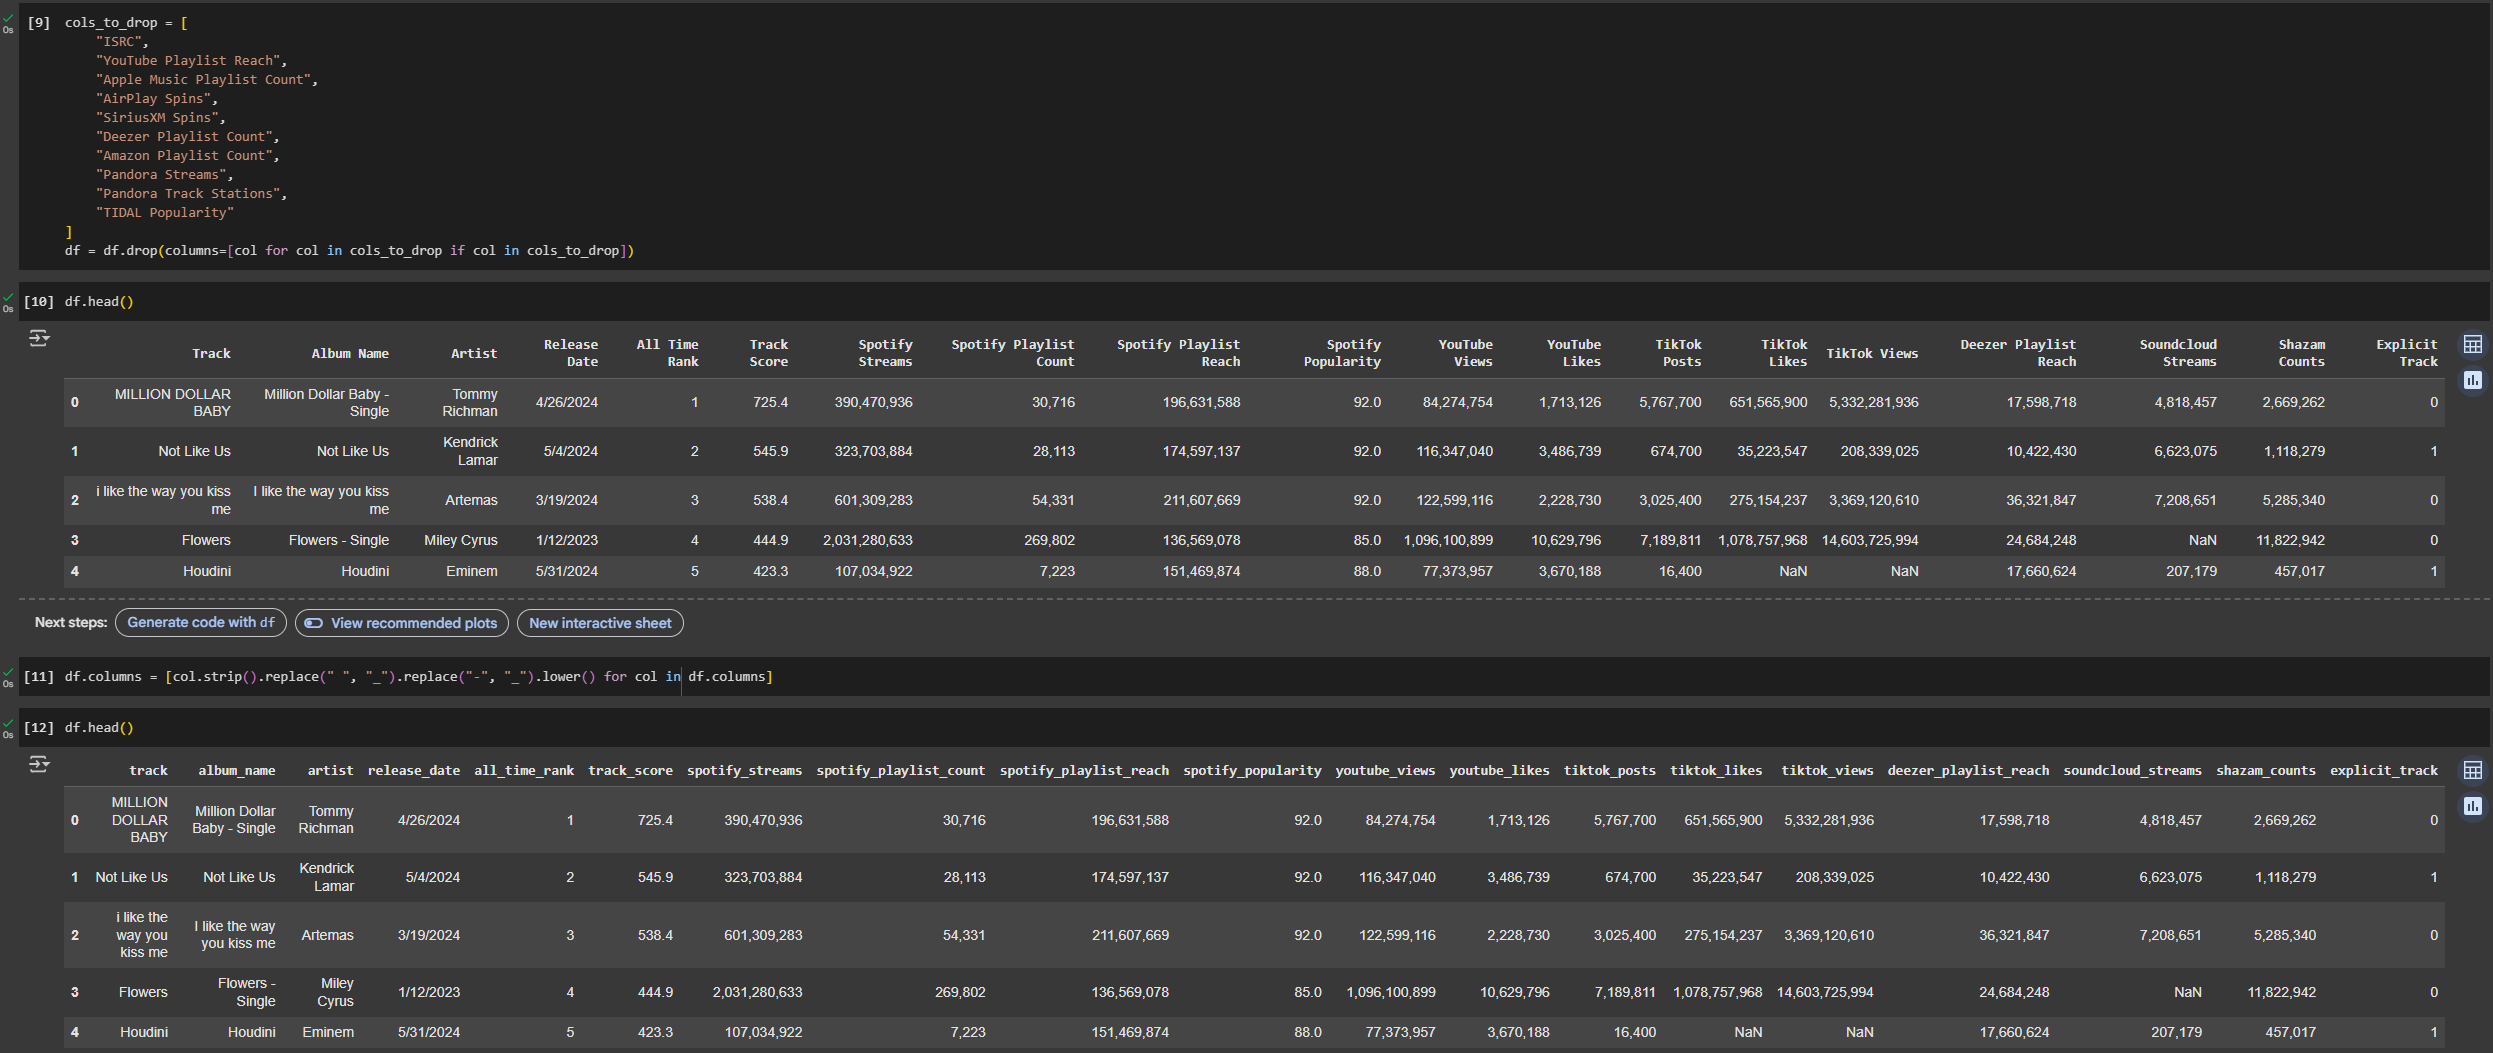 [9] cols_to_drop = [
"ISRC",
"YouTube Playlist Reach",
"Apple Music Playlist Count",
"AirPlay Spins",
"SiriusXM Spins",
"Deezer Playlist Count",
"Amazon Playlist Count",
"Pandora Streams",
"Pandora Track Stations",
"TIDAL Popularity"
]
df = df.drop(columns=[col for col in cols_to_drop if col in cols_to_drop])
0s
[10] df.head()
0s
Track Album Name Artist Release Date All Time Rank Track Score Spotify Streams Spotify Playlist Count Spotify Playlist Reach Spotify Popularity YouTube Views YouTube Likes TikTok Posts TikTok Likes TikTok Views Deezer Playlist Reach Soundcloud Streams Shazam Counts Explicit Track
0 MILLION DOLLAR BABY Million Dollar Baby - Single Tommy Richman 4/26/2024 1 725.4 390,470,936 30,716 196,631,588 92.0 84,274,754 1,713,126 5,767,700 651,565,900 5,332,281,936 17,598,718 4,818,457 2,669,262 0
1 Not Like Us Not Like Us Kendrick Lamar 5/4/2024 2 545.9 323,703,884 28,113 174,597,137 92.0 116,347,040 3,486,739 674,700 35,223,547 208,339,025 10,422,430 6,623,075 1,118,279 1
2 i like the way you kiss me I like the way you kiss me Artemas 3/19/2024 3 538.4 601,309,283 54,331 211,607,669 92.0 122,599,116 2,228,730 3,025,400 275,154,237 3,369,120,610 36,321,847 7,208,651 5,285,340 0
3 Flowers Flowers - Single Miley Cyrus 1/12/2023 4 444.9 2,031,280,633 269,802 136,569,078 85.0 1,096,100,899 10,629,796 7,189,811 1,078,757,968 14,603,725,994 24,684,248 NaN 11,822,942 0
4 Houdini Houdini Eminem 5/31/2024 5 423.3 107,034,922 7,223 151,469,874 88.0 77,373,957 3,670,188 16,400 NaN NaN 17,660,624 207,179 457,017 1
Next steps: Generate code with df View recommended plots New interactive sheet
[11] df.columns = [col.strip().replace(" ", "_").replace("-", "_").lower() for col in df.columns]
0s
[12] df.head()
0s
track album_name artist release_date all_time_rank track_score spotify_streams spotify_playlist_count spotify_playlist_reach spotify_popularity youtube_views youtube_likes tiktok_posts tiktok_likes tiktok_views deezer_playlist_reach soundcloud_streams shazam_counts explicit_track
0 MILLION DOLLAR BABY Million Dollar Baby - Single Tommy Richman 4/26/2024 1 725.4 390,470,936 30,716 196,631,588 92.0 84,274,754 1,713,126 5,767,700 651,565,900 5,332,281,936 17,598,718 4,818,457 2,669,262 0
1 Not Like Us Not Like Us Kendrick Lamar 5/4/2024 2 545.9 323,703,884 28,113 174,597,137 92.0 116,347,040 3,486,739 674,700 35,223,547 208,339,025 10,422,430 6,623,075 1,118,279 1
2 i like the way you kiss me I like the way you kiss me Artemas 3/19/2024 3 538.4 601,309,283 54,331 211,607,669 92.0 122,599,116 2,228,730 3,025,400 275,154,237 3,369,120,610 36,321,847 7,208,651 5,285,340 0
3 Flowers Flowers - Single Miley Cyrus 1/12/2023 4 444.9 2,031,280,633 269,802 136,569,078 85.0 1,096,100,899 10,629,796 7,189,811 1,078,757,968 14,603,725,994 24,684,248 NaN 11,822,942 0
4 Houdini Houdini Eminem 5/31/2024 5 423.3 107,034,922 7,223 151,469,874 88.0 77,373,957 3,670,188 16,400 NaN NaN 17,660,624 207,179 457,017 1